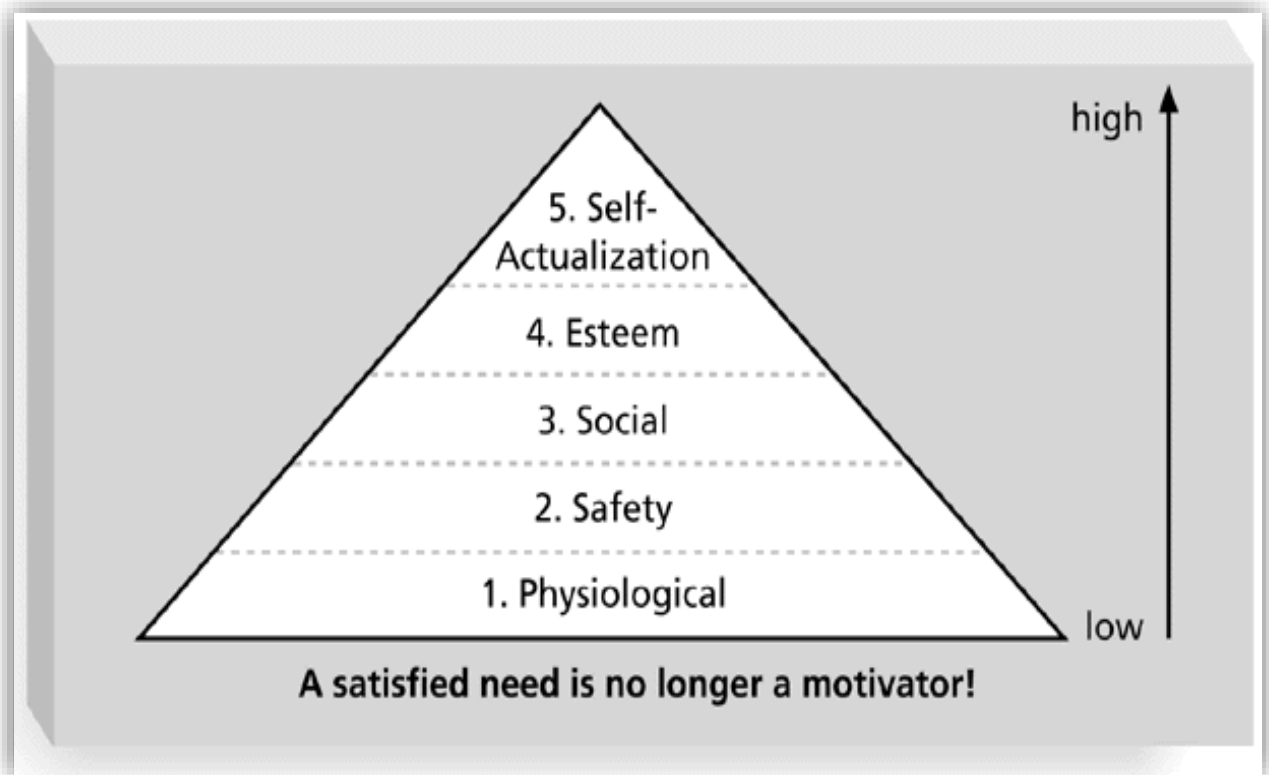 high
5. Self-
Actualization
4. Esteem
3. Social
2. Safety
1. Physiological
low
A satisfied need is no longer a motivator!